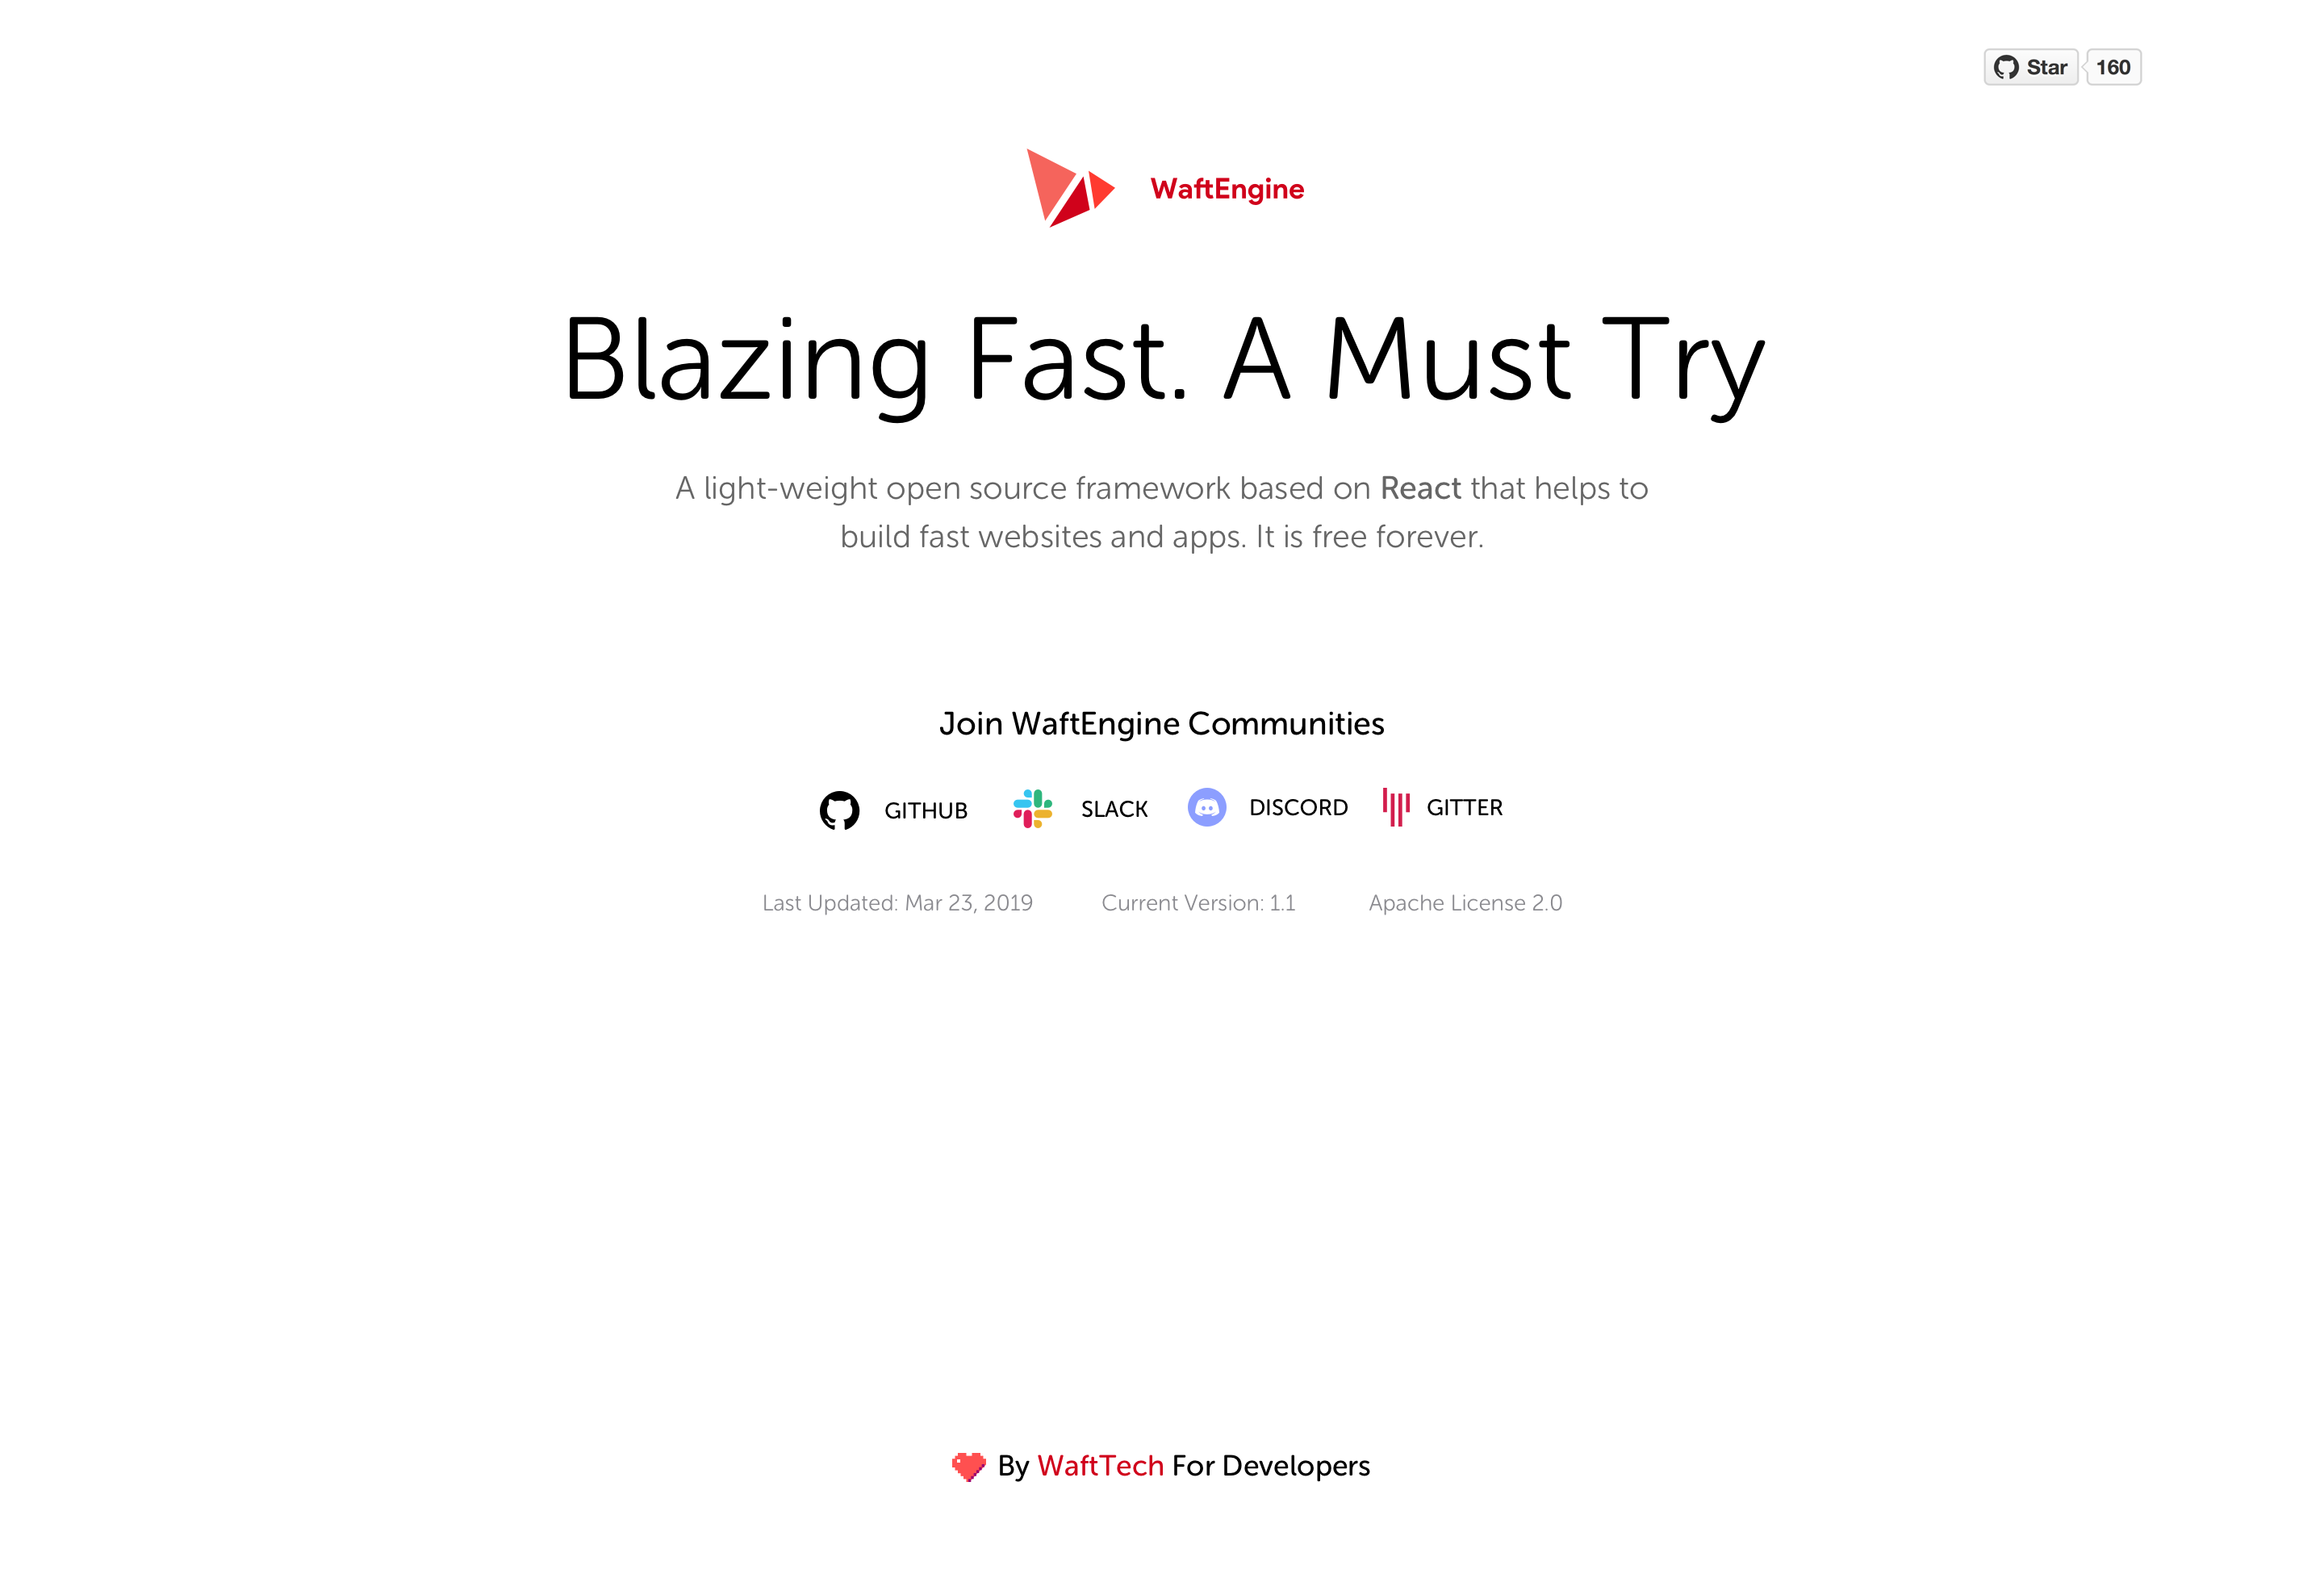 Star 160
WaftEngine
Blazing Fast. A Must Try
A light-weight open source framework based on React that helps to
build fast websites and apps. It is free forever.
Join WaftEngine Communities
GITHUB SLACK DISCORD GITTER
Last Updated: Mar 23, 2019 Current Version: 1.1 Apache License 2.0
By WaftTech For Developers